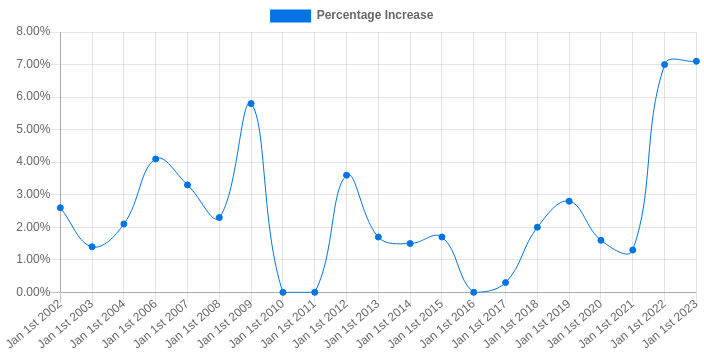 Percentage Increase
8.00%
7.00%
6.00%
5.00%
4.00%
3.00%
2.00%
1.00%
0.00%
Jan 1st 2002
Jan 1st 2003
Jan 1st 2004
Jan 1st 2006
Jan 1st 2007
Jan 1st 2008
Jan 1st 2009
Jan 1st 2010
Jan 1st 2011
Jan 1st 2012
Jan 1st 2013
Jan 1st 2014
Jan 1st 2015
Jan 1st 2016
Jan 1st 2017
Jan 1st 2018
Jan 1st 2019
Jan 1st 2020
Jan 1st 2021
Jan 1st 2022
Jan 1st 2023